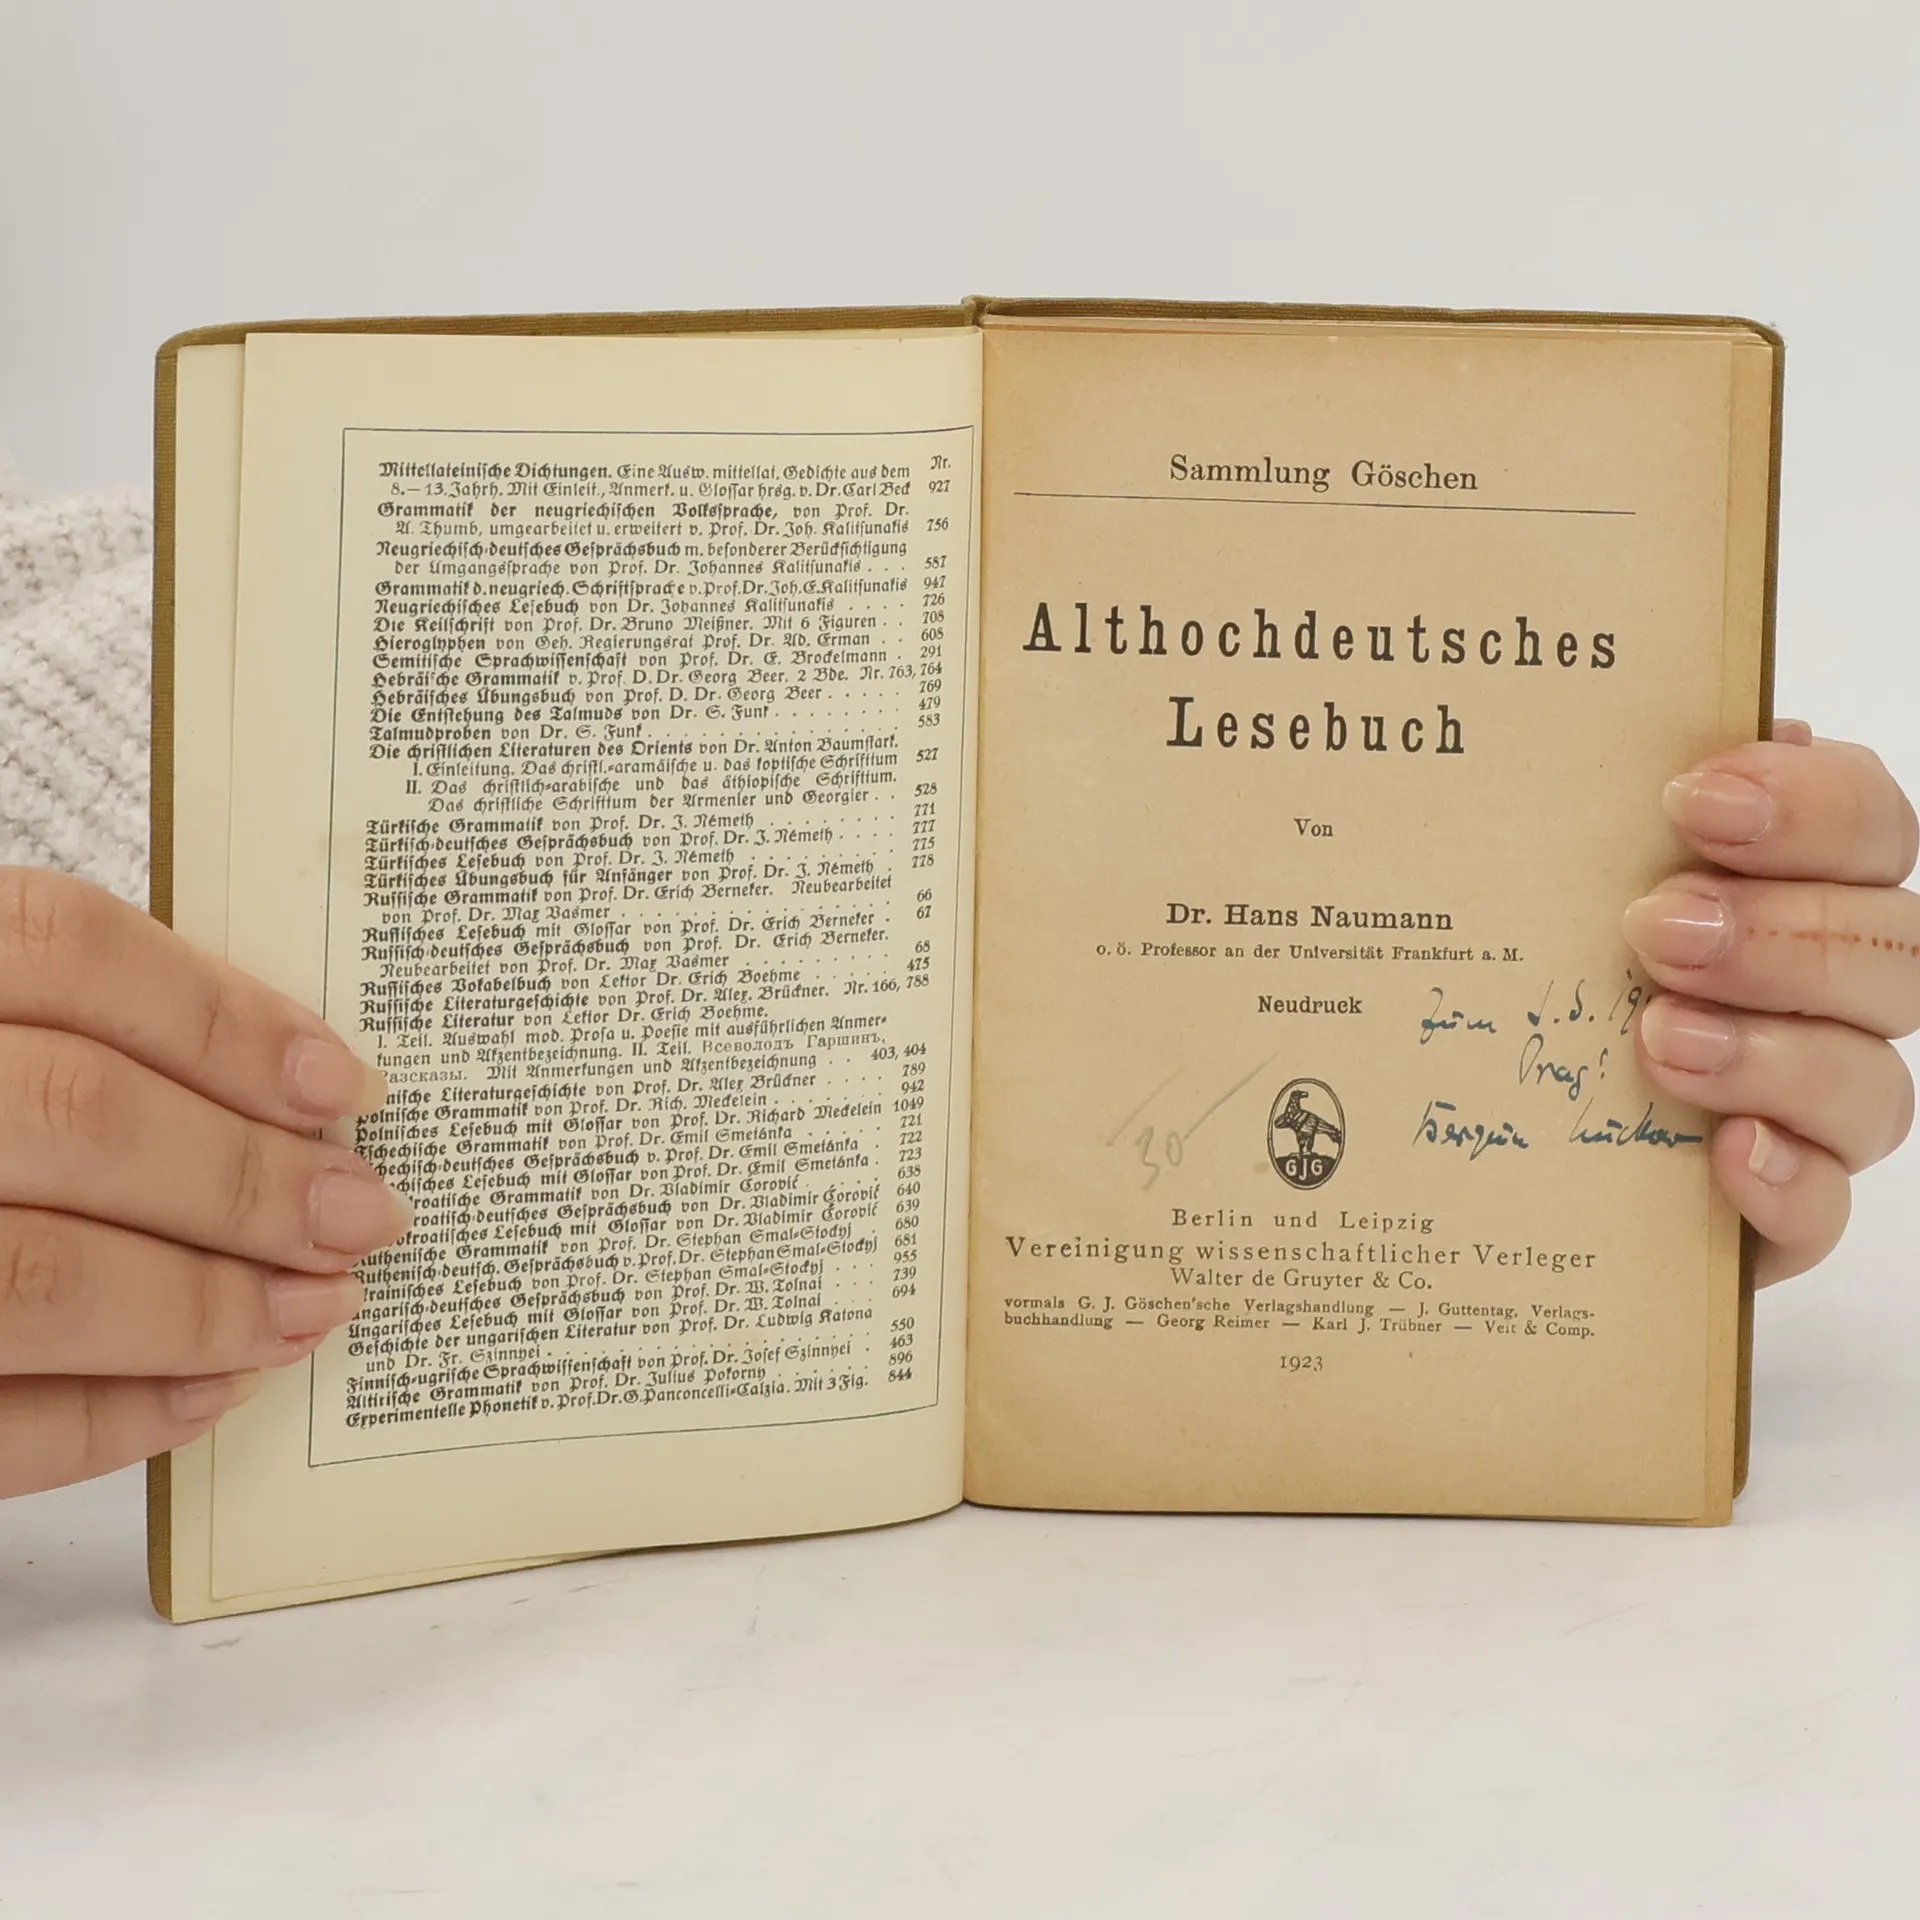 Nr.
Mittellateinische Dichtungen. Eine Ausw. mittellat. Gedichte aus dem
8.—13. Jahrh. Mit Einleit., Anmerk. u. Glossar hrsg. v. Dr. Carl Beck 927
Grammatik der neugriechischen Volkssprache, von Prof. Dr.
A. Thumb, umgearbeitet u. erweitert v. Prof. Dr. Joh. Kalitsunakis 756
Neugriechisch-deutsches Gesprächsbuch m. besonderer Berücksichtigung
der Umgangssprache von Prof. Dr. Johannes Kalitsunakis . . . 587
Grammatik d. neugriech. Schriftsprache v. Prof. Dr. Joh. E. Kalitsunakis 947
Neugriechisches Lesebuch von Dr. Johannes Kalitsunakis . . . . 726
Die Keilschrift von Prof. Dr. Bruno Meißner. Mit 6 Figuren . . 708
Hieroglyphen von Geh. Regierungsrat Prof. Dr. Ad. Erman . . 608
Semitische Sprachwissenschaft von Prof. Dr. C. Brockelmann . 291
Hebräische Grammatik v. Prof. D. Dr. Georg Beer. 2 Bde. Nr. 763, 764
Hebräisches Übungsbuch von Prof. D. Dr. Georg Beer . . . . . 769
Die Entstehung des Talmuds von Dr. S. Funk . . . . . . . . 479
Talmudproben von Dr. S. Funk . . . . . . . . . . . . . . 583
Die christlichen Literaturen des Orients von Dr. Anton Baumstark.
I. Einleitung. Das christl.-aramäische u. das koptische Schrifttum 527
II. Das christlich-arabische und das äthiopische Schrifttum.
Das christliche Schrifttum der Armenier und Georgier . . 528
Türkische Grammatik von Prof. Dr. J. Németh . . . . . . . . 771
Türkisch-deutsches Gesprächsbuch von Prof. Dr. J. Németh . . . . 777
Türkisches Lesebuch von Prof. Dr. J. Németh . . . . . . . . 775
Türkisches Übungsbuch für Anfänger von Prof. Dr. J. Németh . 778
Russische Grammatik von Prof. Dr. Erich Berneker. Neubearbeitet
von Prof. Dr. Max Vasmer . . . . . . . . . . . . . . . 66
Russisches Lesebuch mit Glossar von Prof. Dr. Erich Berneker . 67
Russisch-deutsches Gesprächsbuch von Prof. Dr. Erich Berneker.
Neubearbeitet von Prof. Dr. Max Vasmer . . . . . . . . . 68
Russisches Vokabelbuch von Lektor Dr. Erich Boehme . . . . . 475
Russische Literaturgeschichte von Prof. Dr. Alex. Brückner. Nr. 166, 788
Russische Literatur von Lektor Dr. Erich Boehme.
I. Teil. Auswahl mod. Prosa u. Poesie mit ausführlichen Anmer-
kungen und Akzentbezeichnung. II. Teil. Всеволодъ Гаршинъ,
Разсказы. Mit Anmerkungen und Akzentbezeichnung . . 403, 404
nische Literaturgeschichte von Prof. Dr. Alex Brückner . . . . 789
Polnische Grammatik von Prof. Dr. Rich. Meckelein . . . . . . 942
Polnisches Lesebuch mit Glossar von Prof. Dr. Richard Meckelein 1049
Tschechische Grammatik von Prof. Dr. Emil Smetánka . . . . . 721
hechisch-deutsches Gesprächsbuch v. Prof. Dr. Emil Smetánka . 722
chisches Lesebuch mit Glossar von Prof. Dr. Emil Smetánka . 723
kroatische Grammatik von Dr. Vladimir Ćorović . . . . . 638
roatisch-deutsches Gesprächsbuch von Dr. Vladimir Ćorović 640
okroatisches Lesebuch mit Glossar von Dr. Vladimir Ćorović 639
Ruthenische Grammatik von Prof. Dr. Stephan Smal-Stockyj . 680
Ruthenisch-deutsch. Gesprächsbuch v. Prof. Dr. Stephan Smal-Stockyj 681
krainisches Lesebuch von Prof. Dr. Stephan Smal-Stockyj . . . 955
ngarisch-deutsches Gesprächsbuch von Prof. Dr. W. Tolnai . . . 739
Ungarisches Lesebuch mit Glossar von Prof. Dr. W. Tolnai . . . 694
Geschichte der ungarischen Literatur von Prof. Dr. Ludwig Katona
und Dr. Fr. Szinnyei . . . . . . . . . . . . . . . . 550
Finnisch-ugrische Sprachwissenschaft von Prof. Dr. Josef Szinnyei . 463
Altirische Grammatik von Prof. Dr. Julius Pokorny . . . . . . 896
Experimentelle Phonetik v. Prof. Dr. G. Panconcelli-Calzia. Mit 3 Fig. 844
Sammlung Göschen
Althochdeutsches
Lesebuch
Von
Dr. Hans Naumann
o. ö. Professor an der Universität Frankfurt a. M.
Neudruck
Zum
Prag!
30
GJG
Berlin und Leipzig
Vereinigung wissenschaftlicher Verleger
Walter de Gruyter & Co.
vormals G. J. Göschen'sche Verlagshandlung — J. Guttentag, Verlags-
buchhandlung — Georg Reimer — Karl J. Trübner — Veit & Comp.
1923